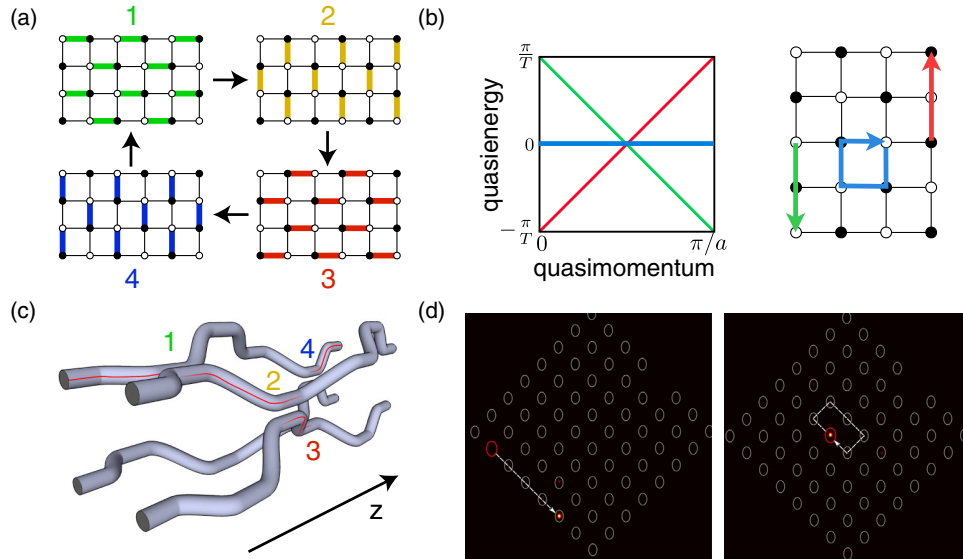 (a)
1
2
4
3
(b)
quasienergy
π/T
0
-π/T
0
π/a
quasimomentum
(c)
1
4
2
3
z
(d)